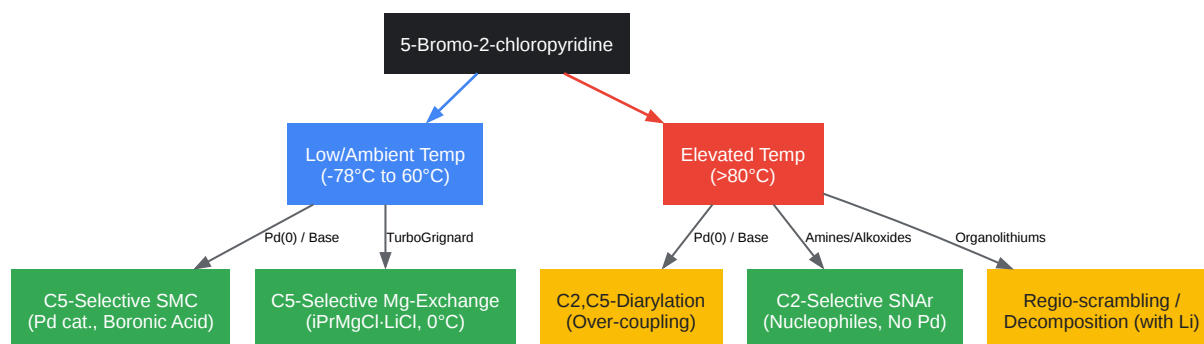 5-Bromo-2-chloropyridine
Low/Ambient Temp
(-78°C to 60°C)
Elevated Temp
(>80°C)
Pd(0) / Base
TurboGrignard
Pd(0) / Base
Amines/Alkoxides
Organolithiums
C5-Selective SMC
(Pd cat., Boronic Acid)
C5-Selective Mg-Exchange
(iPrMgCl·LiCl, 0°C)
C2,C5-Diarylation
(Over-coupling)
C2-Selective SNAr
(Nucleophiles, No Pd)
Regio-scrambling /
Decomposition (with Li)